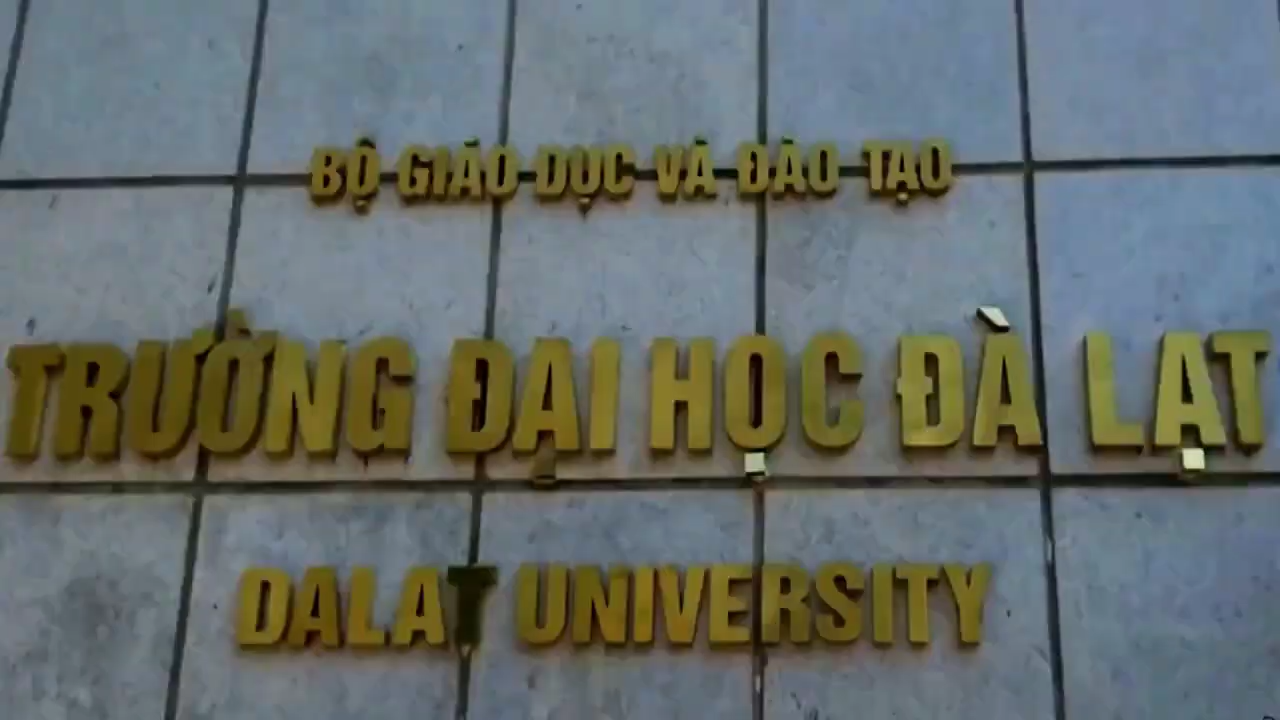 BỘ GIÁO DỤC VÀ ĐÀO TẠO
TRƯỜNG ĐẠI HỌC ĐÀ LẠT
DALAT UNIVERSITY